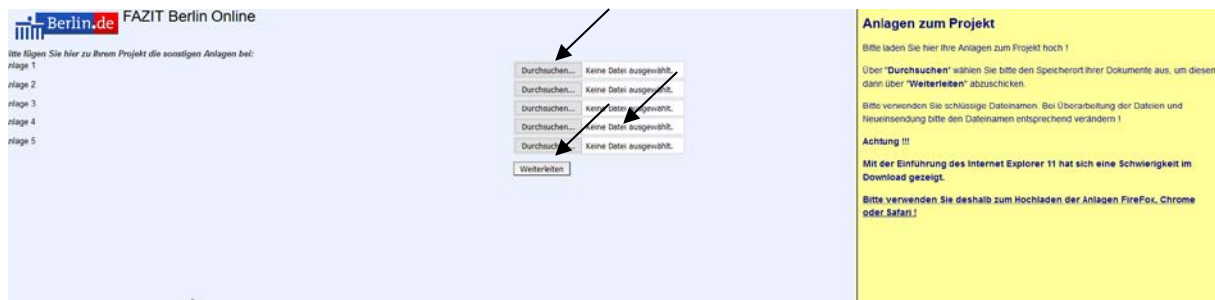 Berlin.de FAZIT Berlin Online
Bitte fügen Sie hier zu Ihrem Projekt die sonstigen Anlagen bei:
nlage 1
Durchsuchen... Keine Datei ausgewählt.
nlage 2
Durchsuchen... Keine Datei ausgewählt.
nlage 3
Durchsuchen... Keine Datei ausgewählt.
nlage 4
Durchsuchen... Keine Datei ausgewählt.
nlage 5
Durchsuchen... Keine Datei ausgewählt.
Weiterleiten
Anlagen zum Projekt
Bitte laden Sie hier Ihre Anlagen zum Projekt hoch !
Über "Durchsuchen" wählen Sie bitte den Speicherort Ihrer Dokumente aus, um diesen
dann über "Weiterleiten" abzuschicken.
Bitte verwenden Sie schlüssige Dateinamen. Bei Überarbeitung der Dateien und
Neueinsendung bitte den Dateinamen entsprechend verändern !
Achtung !!!
Mit der Einführung des Internet Explorer 11 hat sich eine Schwierigkeit im
Download gezeigt.
Bitte verwenden Sie deshalb zum Hochladen der Anlagen FireFox, Chrome
oder Safari !